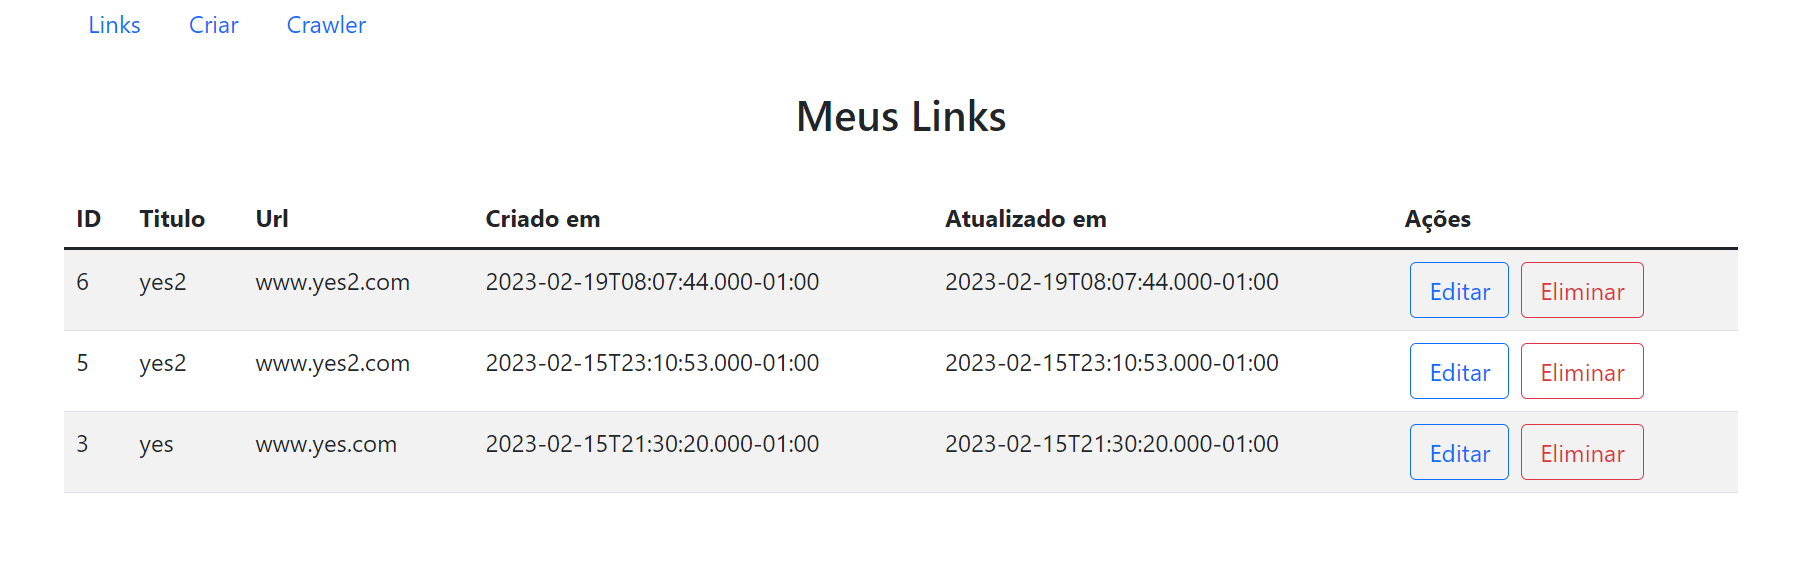 Links Criar Crawler
Meus Links
ID Titulo Url Criado em Atualizado em Ações
6 yes2 www.yes2.com 2023-02-19T08:07:44.000-01:00 2023-02-19T08:07:44.000-01:00 Editar Eliminar
5 yes2 www.yes2.com 2023-02-15T23:10:53.000-01:00 2023-02-15T23:10:53.000-01:00 Editar Eliminar
3 yes www.yes.com 2023-02-15T21:30:20.000-01:00 2023-02-15T21:30:20.000-01:00 Editar Eliminar